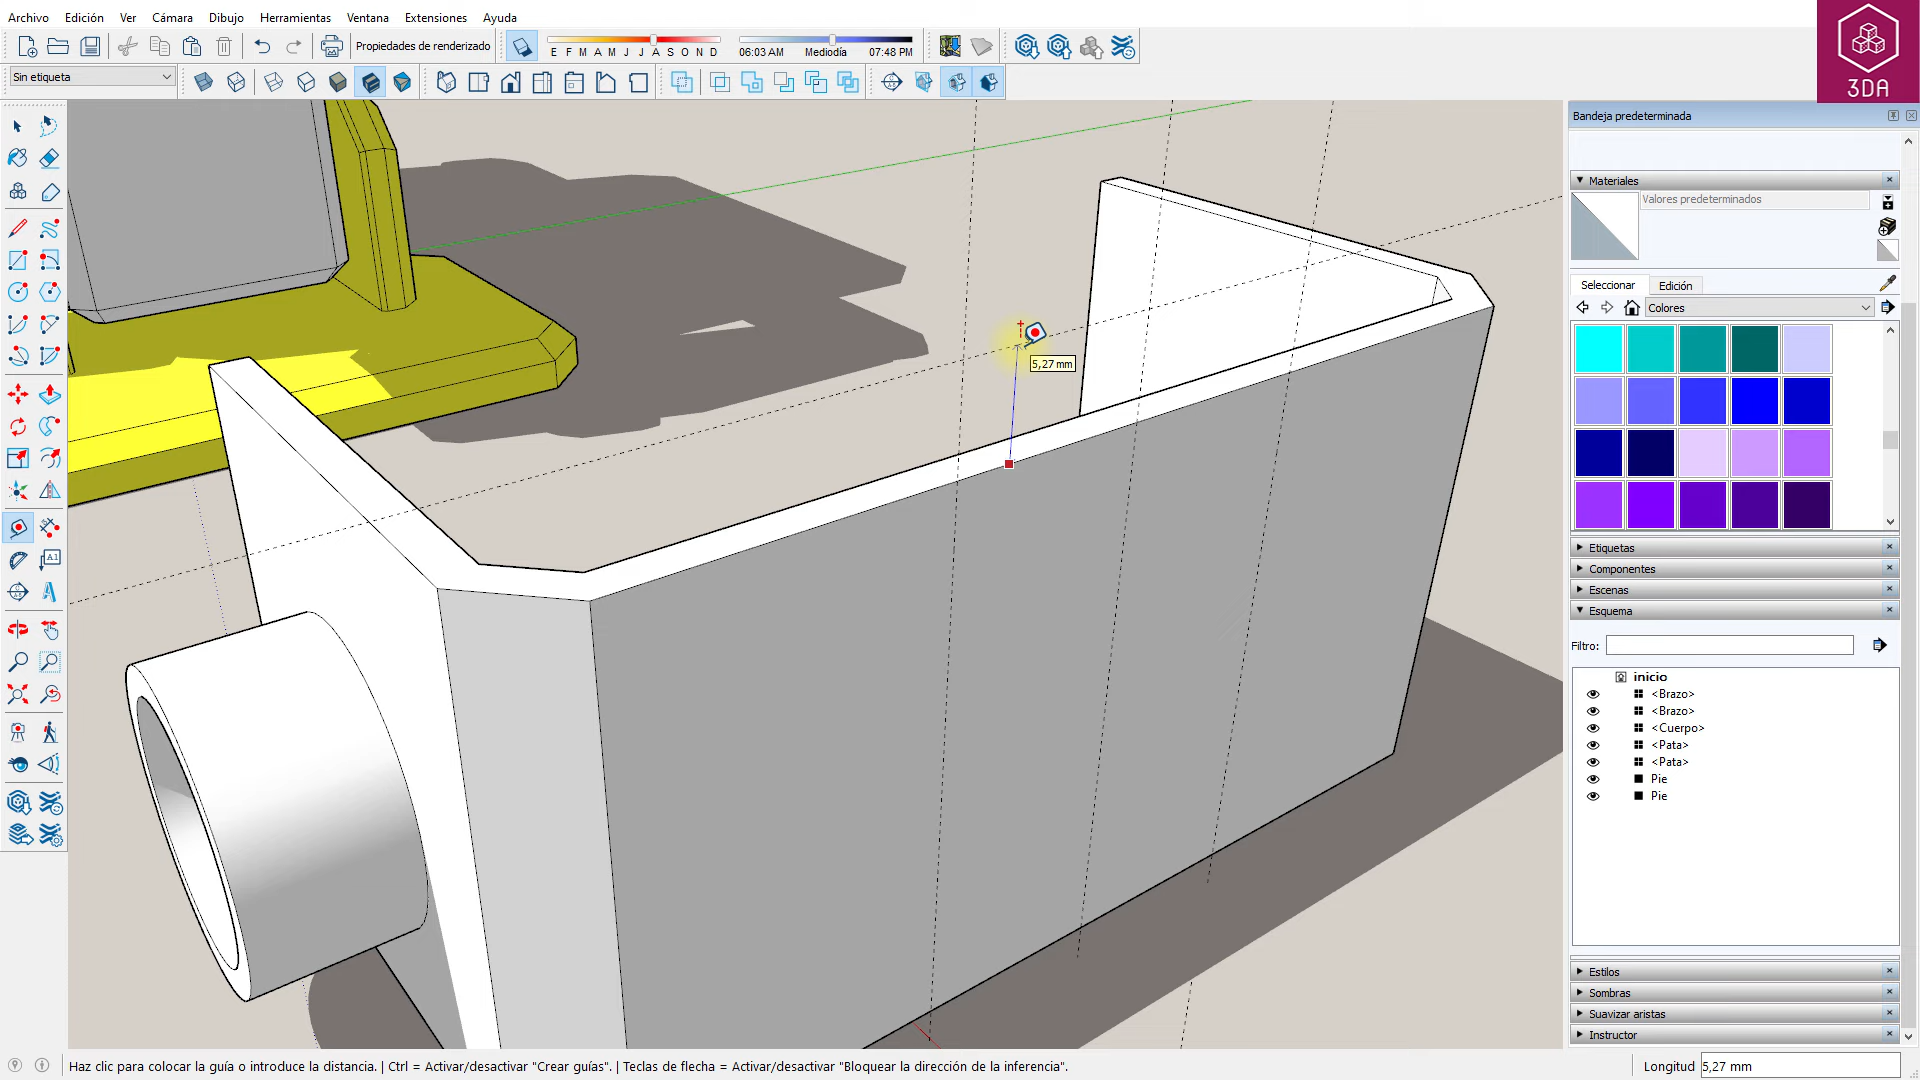 Archivo Edición Ver Cámara Dibujo Herramientas Ventana Extensiones Ayuda
Propiedades de renderizado
E F M A M J J A S O N D
06:03 AM Mediodía 07:48 PM
3DA
Sin etiqueta
Bandeja predeterminada
Materiales
Valores predeterminados
Seleccionar Edición
Colores
5,27 mm
A1
Etiquetas
Componentes
Escenas
Esquema
Filtro:
inicio
<Brazo>
<Brazo>
<Cuerpo>
<Pata>
<Pata>
Pie
Pie
Estilos
Sombras
Suavizar aristas
Instructor
Haz clic para colocar la guía o introduce la distancia. | Ctrl = Activar/desactivar "Crear guías". | Teclas de flecha = Activar/desactivar "Bloquear la dirección de la inferencia".
Longitud 5,27 mm